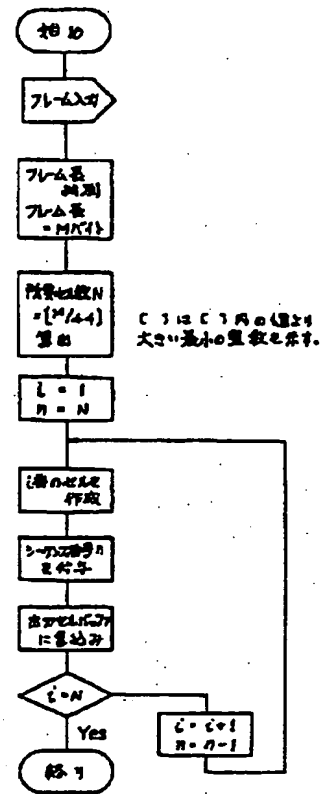 始め
フレーム入力
フレーム長
識別
フレーム長
=Mバイト
所要セル数N
=[M/44]
算出
[ ]は[ ]内の値より
大きい最小の整数を示す。
i = 1
n = N
i番のセルを
作成
シーケンス番号n
を付与
出力セルバッファ
に書込み
i=N
Yes
i = i+1
n = n-1
終り